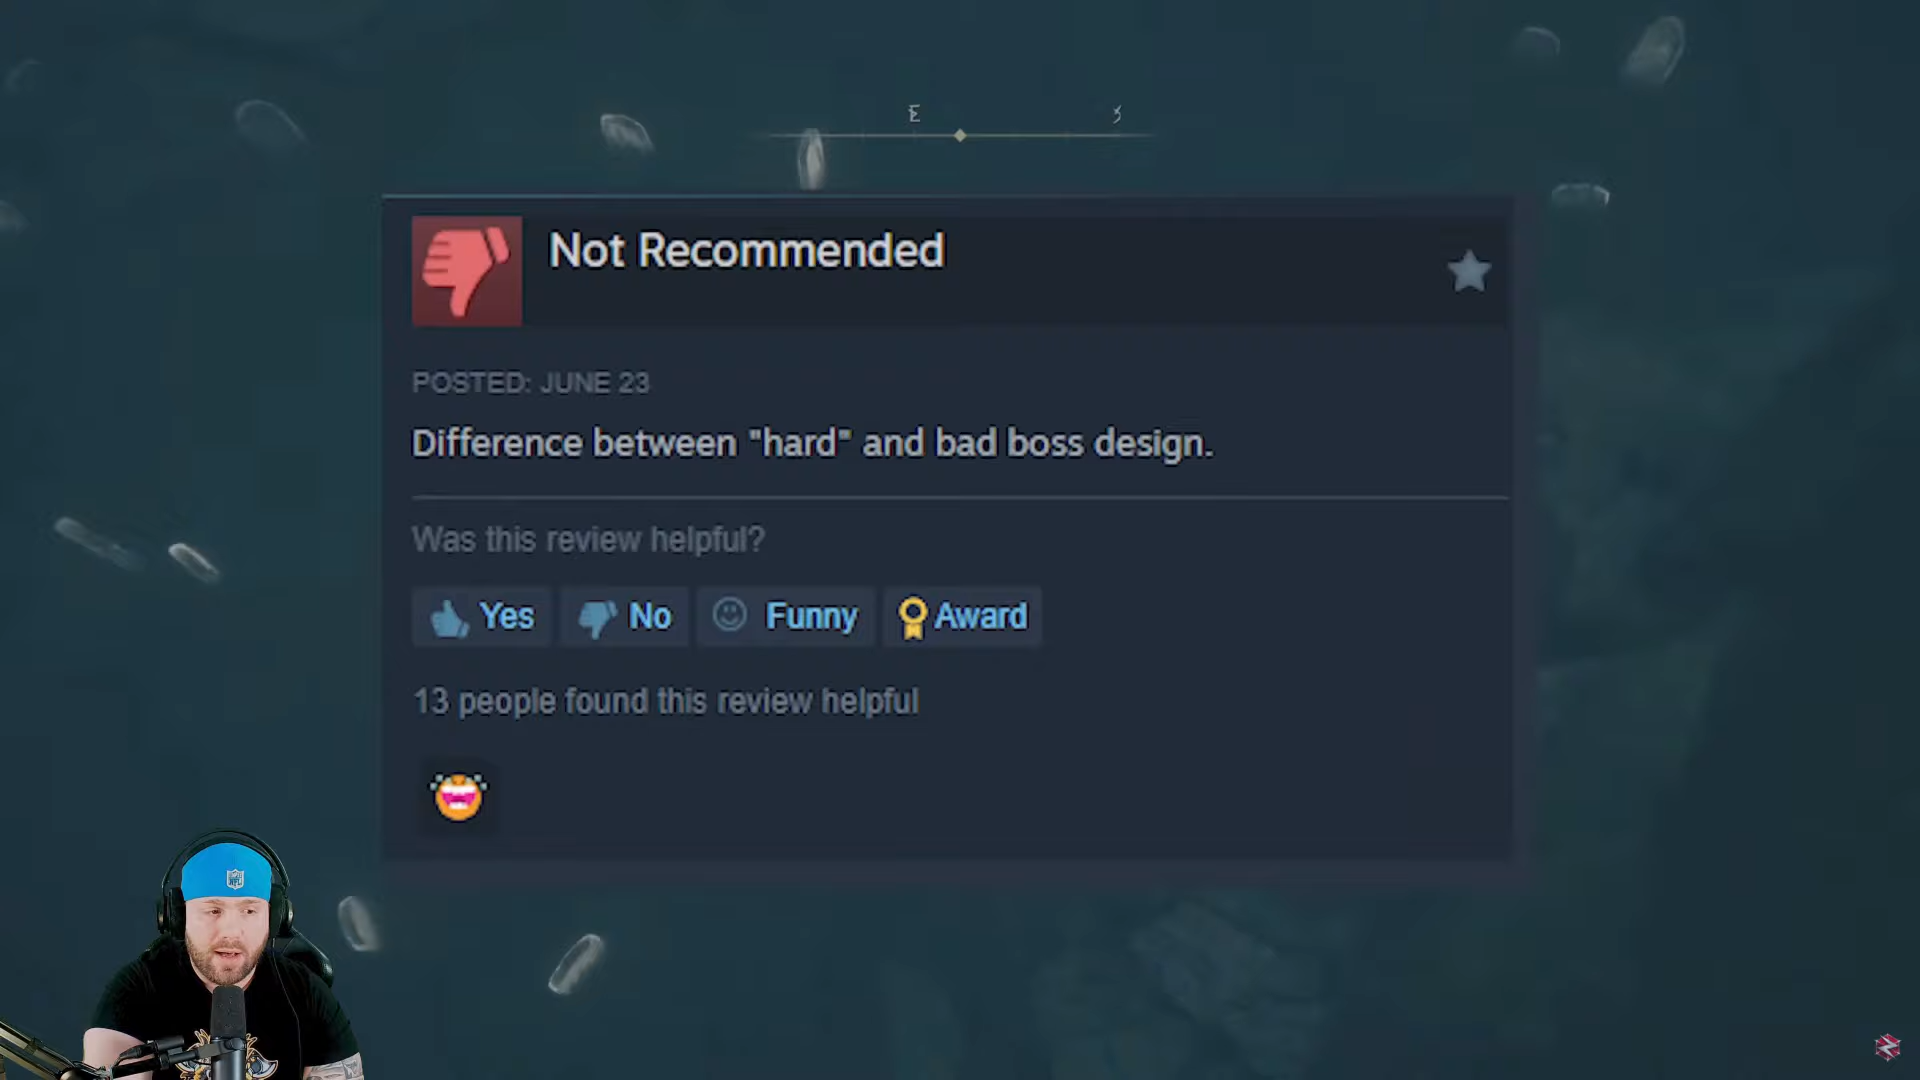 E
Not Recommended
POSTED: JUNE 23
Difference between "hard" and bad boss design.
Was this review helpful?
Yes No Funny Award
13 people found this review helpful
NFL